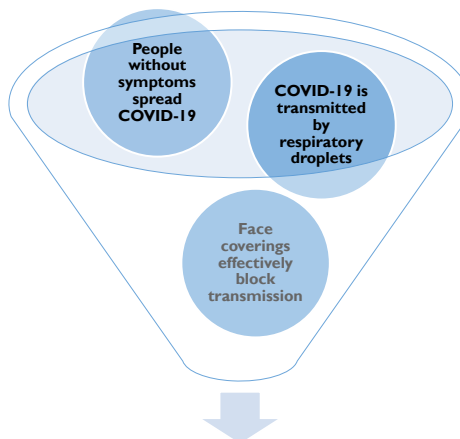 People
without
symptoms
spread
COVID-19
COVID-19 is
transmitted
by
respiratory
droplets
Face
coverings
effectively
block
transmission